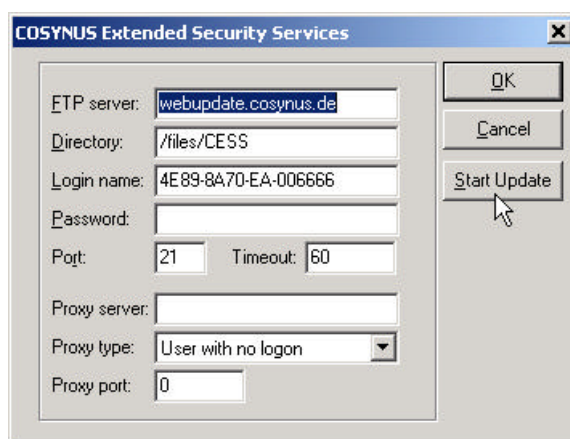 COSYNUS Extended Security Services
FTP server: webupdate.cosynus.de
Directory: /files/CESS
Login name: 4E89-8A70-EA-006666
Password:
Port: 21 Timeout: 60
Proxy server:
Proxy type: User with no logon
Proxy port: 0
OK
Cancel
Start Update